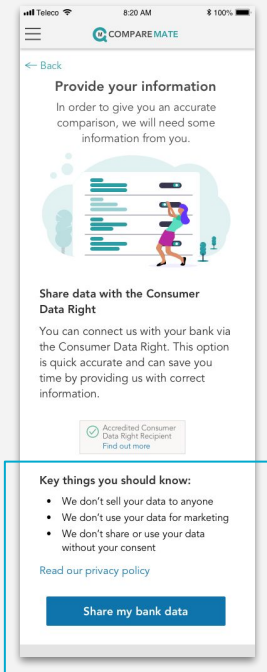 Teleco 8:20 AM 100%
COMPARE MATE
← Back
Provide your information
In order to give you an accurate
comparison, we will need some
information from you.
Share data with the Consumer
Data Right
You can connect us with your bank via
the Consumer Data Right. This option
is quick accurate and can save you
time by providing us with correct
information.
Accredited Consumer
Data Right Recipient
Find out more
Key things you should know:
• We don't sell your data to anyone
• We don't use your data for marketing
• We don't share or use your data
without your consent
Read our privacy policy
Share my bank data